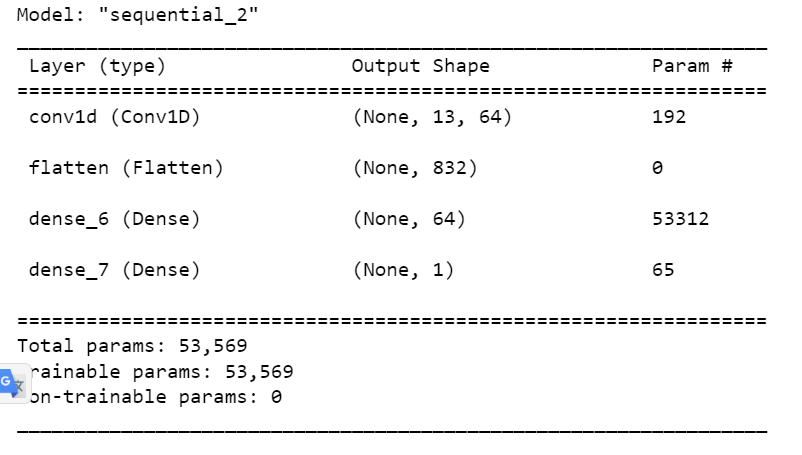 Model: "sequential_2"
Layer (type) Output Shape Param #
conv1d (Conv1D) (None, 13, 64) 192
flatten (Flatten) (None, 832) 0
dense_6 (Dense) (None, 64) 53312
dense_7 (Dense) (None, 1) 65
Total params: 53,569
rainable params: 53,569
on-trainable params: 0
G 文